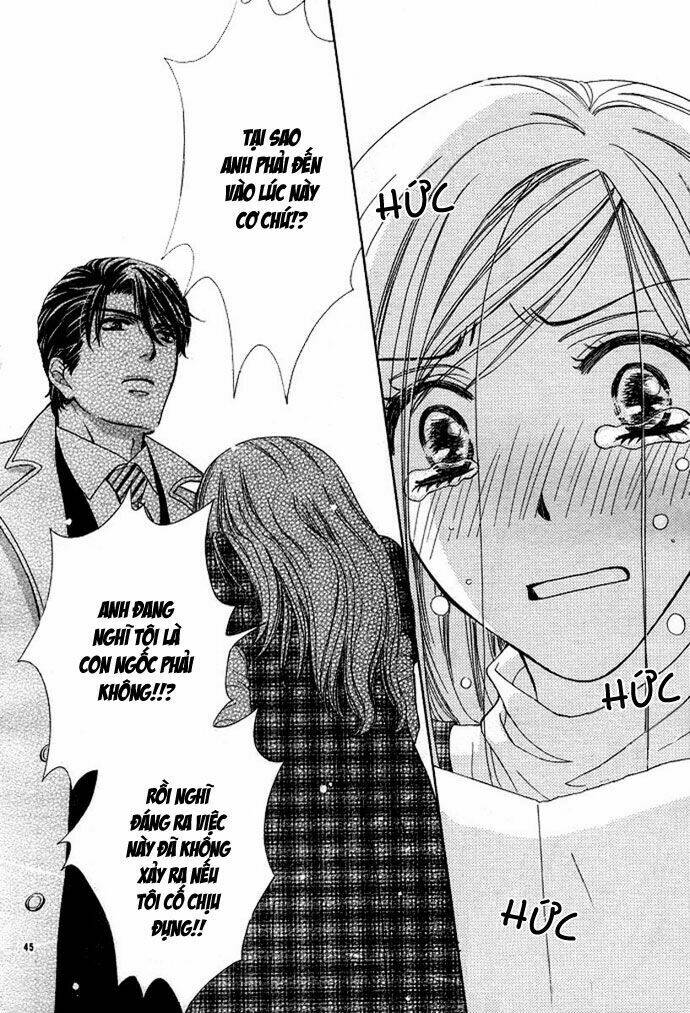 HỨC
HỨC
HỨC
TẠI SAO
ANH PHẢI ĐẾN
VÀO LÚC NÀY
CƠ CHỨ!?
ANH ĐANG
NGHĨ TÔI LÀ
CON NGỐC PHẢI
KHÔNG!!?
RỒI NGHĨ
ĐÁNG RA VIỆC
NÀY ĐÃ KHÔNG
XẢY RA NẾU
TÔI CỐ CHỊU
ĐỰNG!!
45